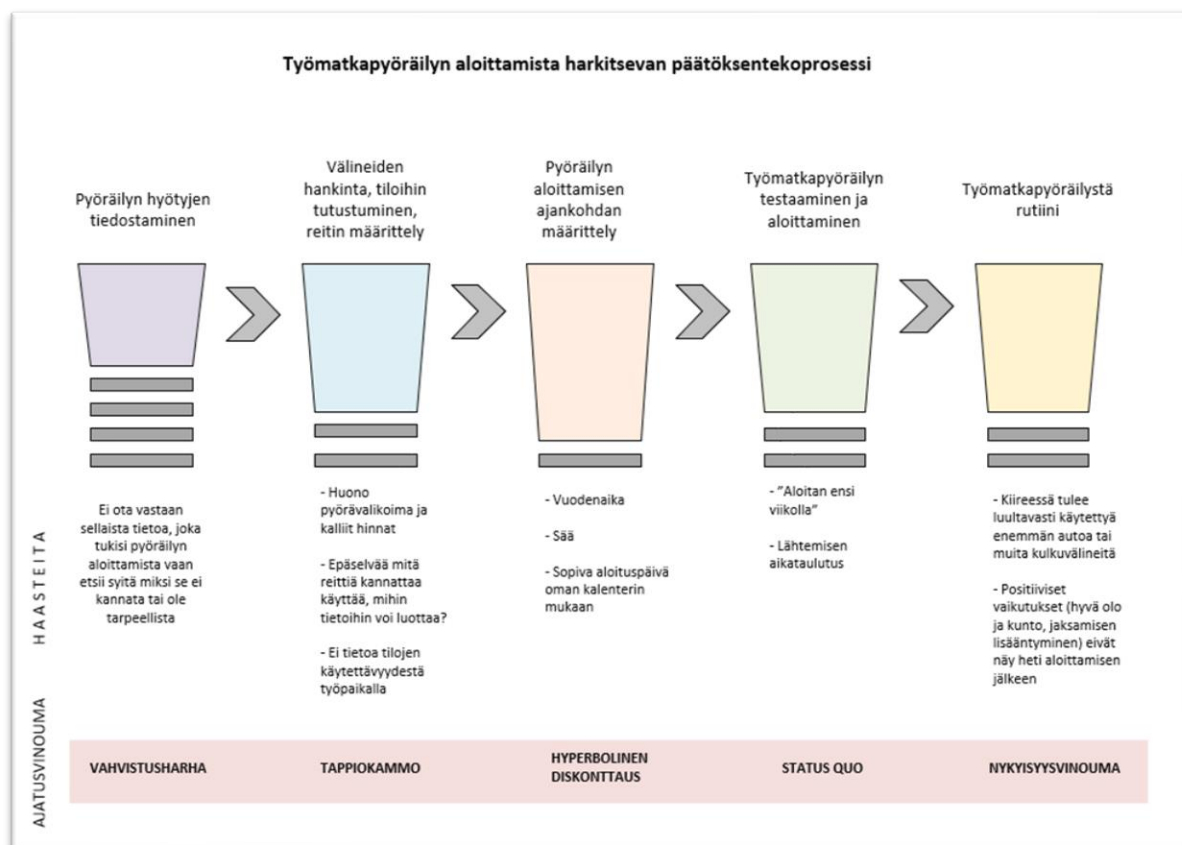 Työmatkapyöräilyn aloittamista harkitsevan päätöksentekoprosessi
Pyöräilyn hyötyjen
tiedostaminen
Välineiden
hankinta, tiloihin
tutustuminen,
reitin määrittely
Pyöräilyn
aloittamisen
ajankohdan
määrittely
Työmatkapyöräilyn
testaaminen ja
aloittaminen
Työmatkapyöräilystä
rutiini
HAASTEITA
Ei ota vastaan
sellaista tietoa, joka
tukisi pyöräilyn
aloittamista vaan
etsii syitä miksi se ei
kannata tai ole
tarpeellista
- Huono
pyörävalikoima ja
kalliit hinnat
- Epäselvää mitä
reittiä kannattaa
käyttää, mihin
tietoihin voi luottaa?
- Ei tietoa tilojen
käytettävyydestä
työpaikalla
- Vuodenaika
- Sää
- Sopiva aloituspäivä
oman kalenterin
mukaan
- ”Aloitan ensi
viikolla”
- Lähtemisen
aikataulutus
- Kiireessä tulee
luultavasti käytettyä
enemmän autoa tai
muita kulkuvälineitä
- Positiiviset
vaikutukset (hyvä olo
ja kunto, jaksamisen
lisääntyminen) eivät
näy heti aloittamisen
jälkeen
AJATUSVINOUMA
VAHVISTUSHARHA
TAPPIOKAMMO
HYPERBOLINEN
DISKONTTAUS
STATUS QUO
NYKYISYYSVINOUMA